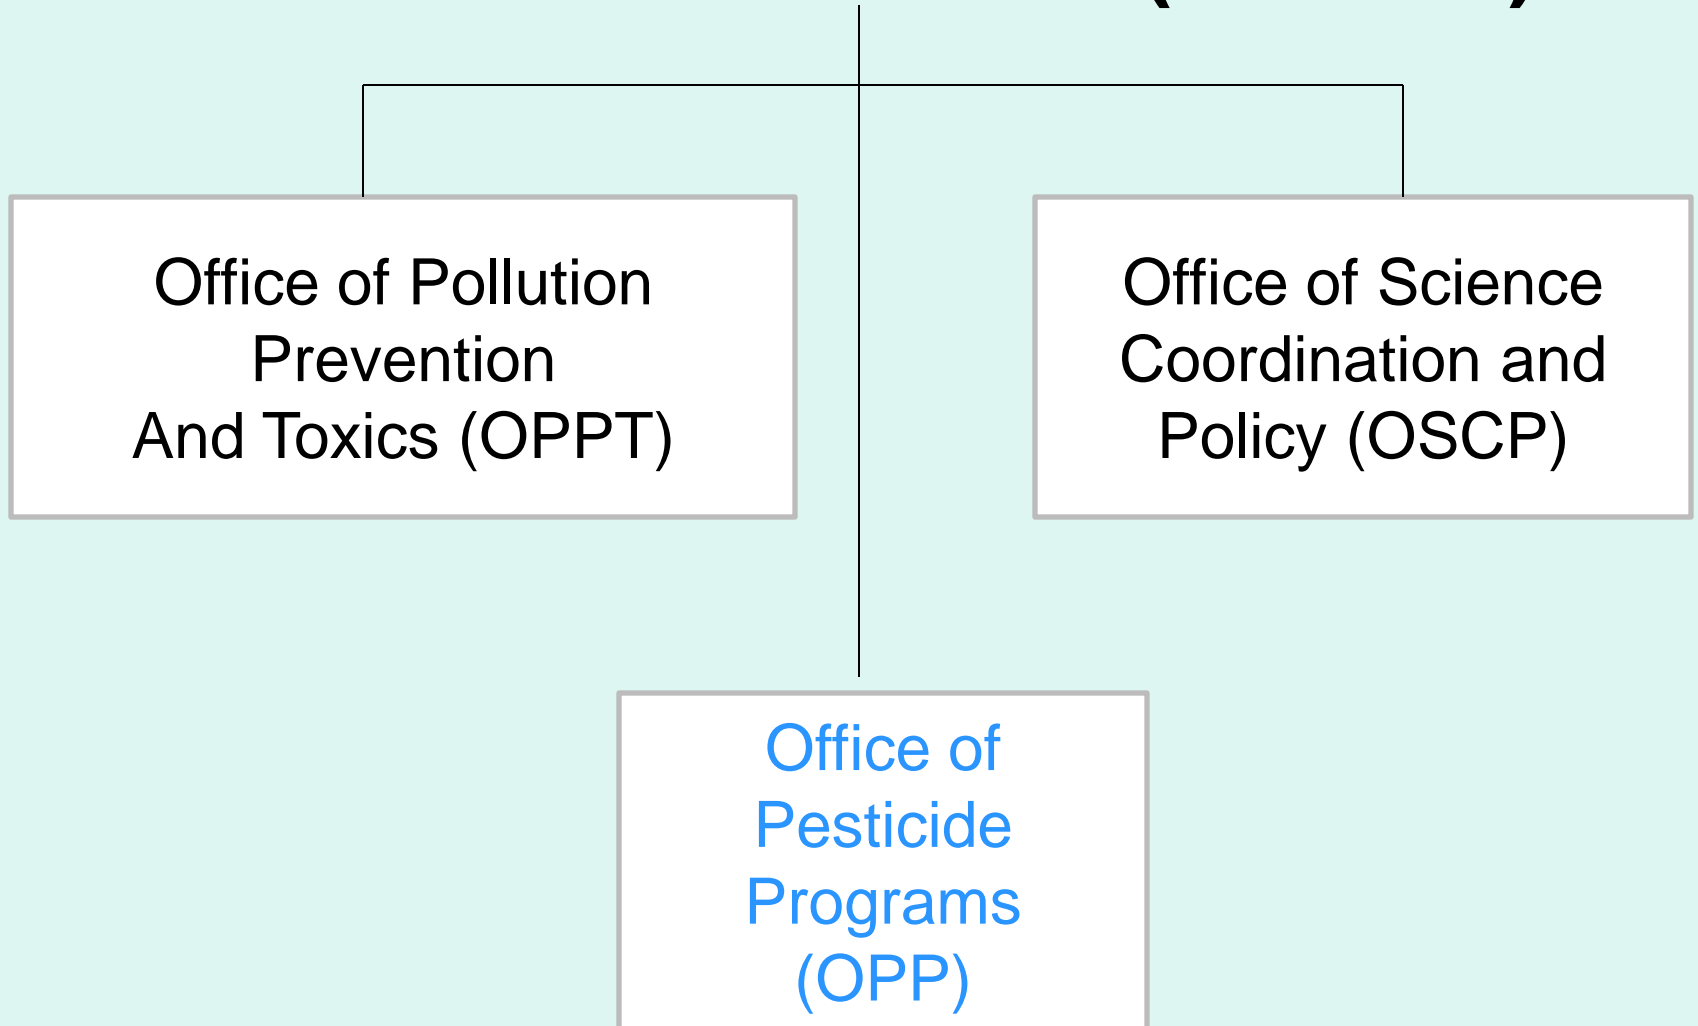 Office of Pollution
Prevention
And Toxics (OPPT)
Office of Science
Coordination and
Policy (OSCP)
Office of
Pesticide
Programs
(OPP)